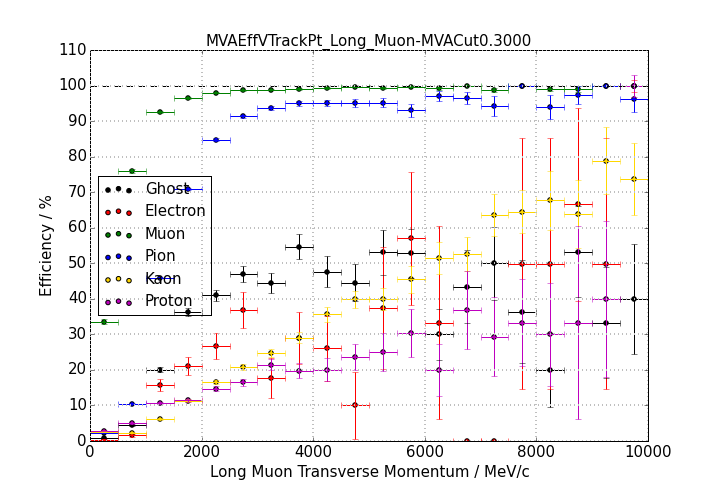 MVAEffVTrackPt_Long_Muon-MVACut0.3000
110
100
90
80
70
60
50
40
30
20
10
0
Efficiency / %
Ghost
Electron
Muon
Pion
Kaon
Proton
0 2000 4000 6000 8000 10000
Long Muon Transverse Momentum / MeV/c